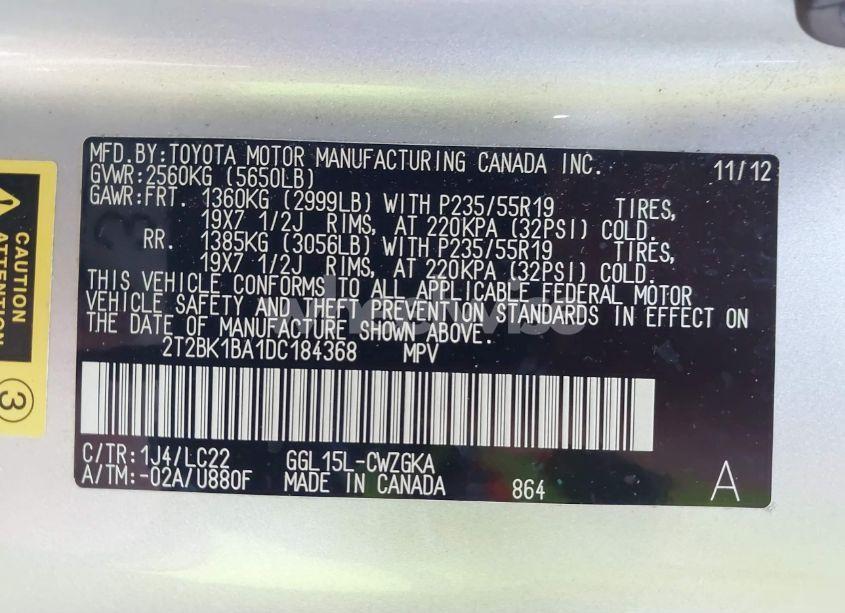 MFD.BY:TOYOTA MOTOR MANUFACTURING CANADA INC. 11/12
GVWR:2560KG (5650LB)
GAWR:FRT. 1360KG (2999LB) WITH P235/55R19 TIRES,
19X7 1/2J RIMS, AT 220KPA (32PSI) COLD.
RR. 1385KG (3056LB) WITH P235/55R19 TIRES,
19X7 1/2J RIMS, AT 220KPA (32PSI) COLD.
THIS VEHICLE CONFORMS TO ALL APPLICABLE FEDERAL MOTOR
VEHICLE SAFETY AND THEFT PREVENTION STANDARDS IN EFFECT ON
THE DATE OF MANUFACTURE SHOWN ABOVE.
2T2BK1BA1DC184368 MPV
C/TR:1J4/LC22 GGL15L-CWZGKA
A/TM:-02A/U880F MADE IN CANADA 864 A
CAUTION
ATTENTION
3